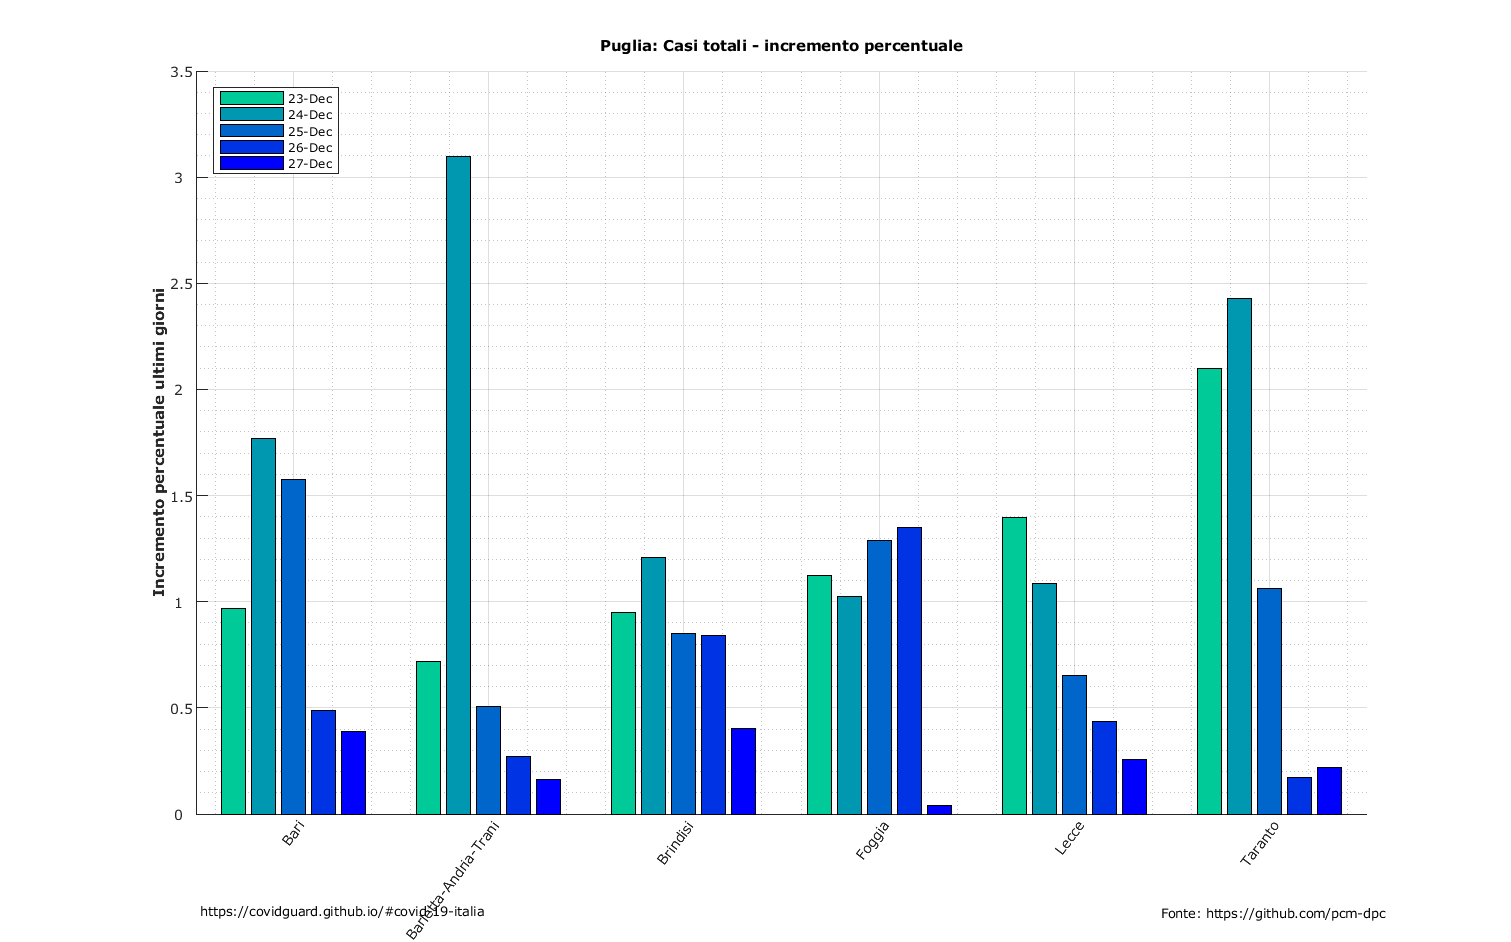 Puglia: Casi totali - incremento percentuale
23-Dec
24-Dec
25-Dec
26-Dec
27-Dec
Incremento percentuale ultimi giorni
3.5
3
2.5
2
1.5
1
0.5
0
Bari
Barletta-Andria-Trani
Brindisi
Foggia
Lecce
Taranto
https://covidguard.github.io/#covid-19-italia
Fonte: https://github.com/pcm-dpc